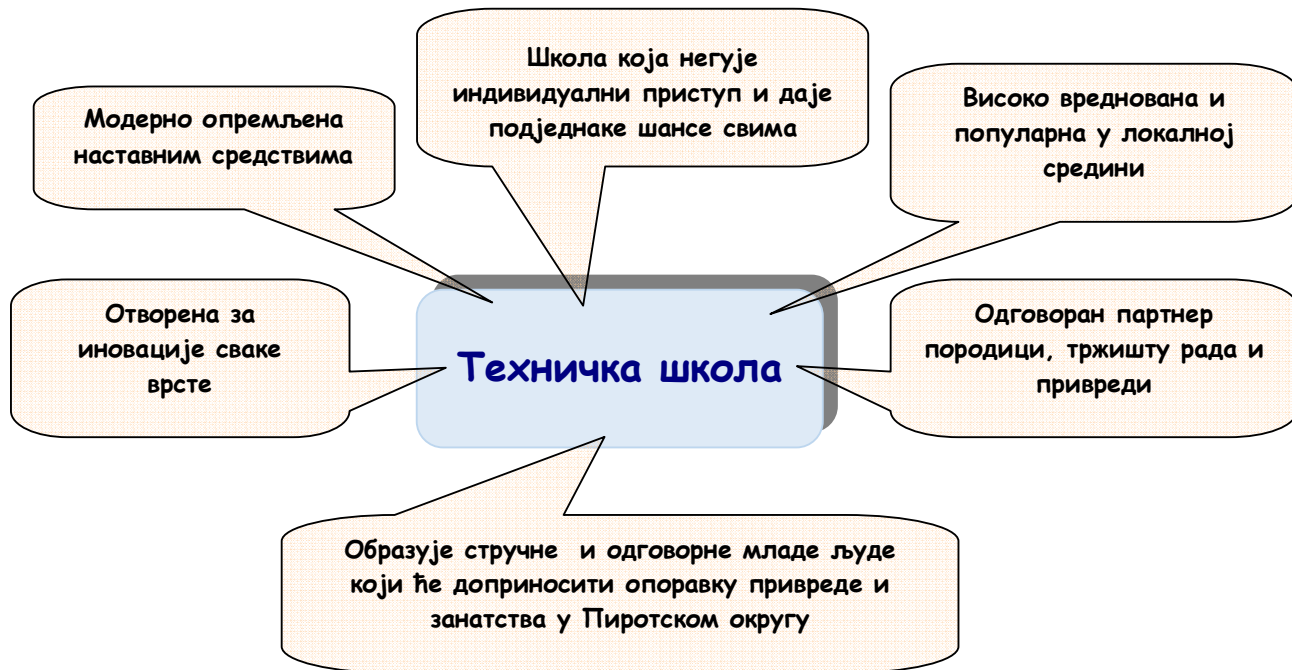 Школа која негује
индивидуални приступ и даје
подједнаке шансе свима
Модерно опремљена
наставним средствима
Високо вреднована и
популарна у локалној
средини
Отворена за
иновације сваке
врсте
Техничка школа
Одговоран партнер
породици, тржишту рада и
привреди
Образује стручне и одговорне младе људе
који ће доприносити опоравку привреде и
занатства у Пиротском округу